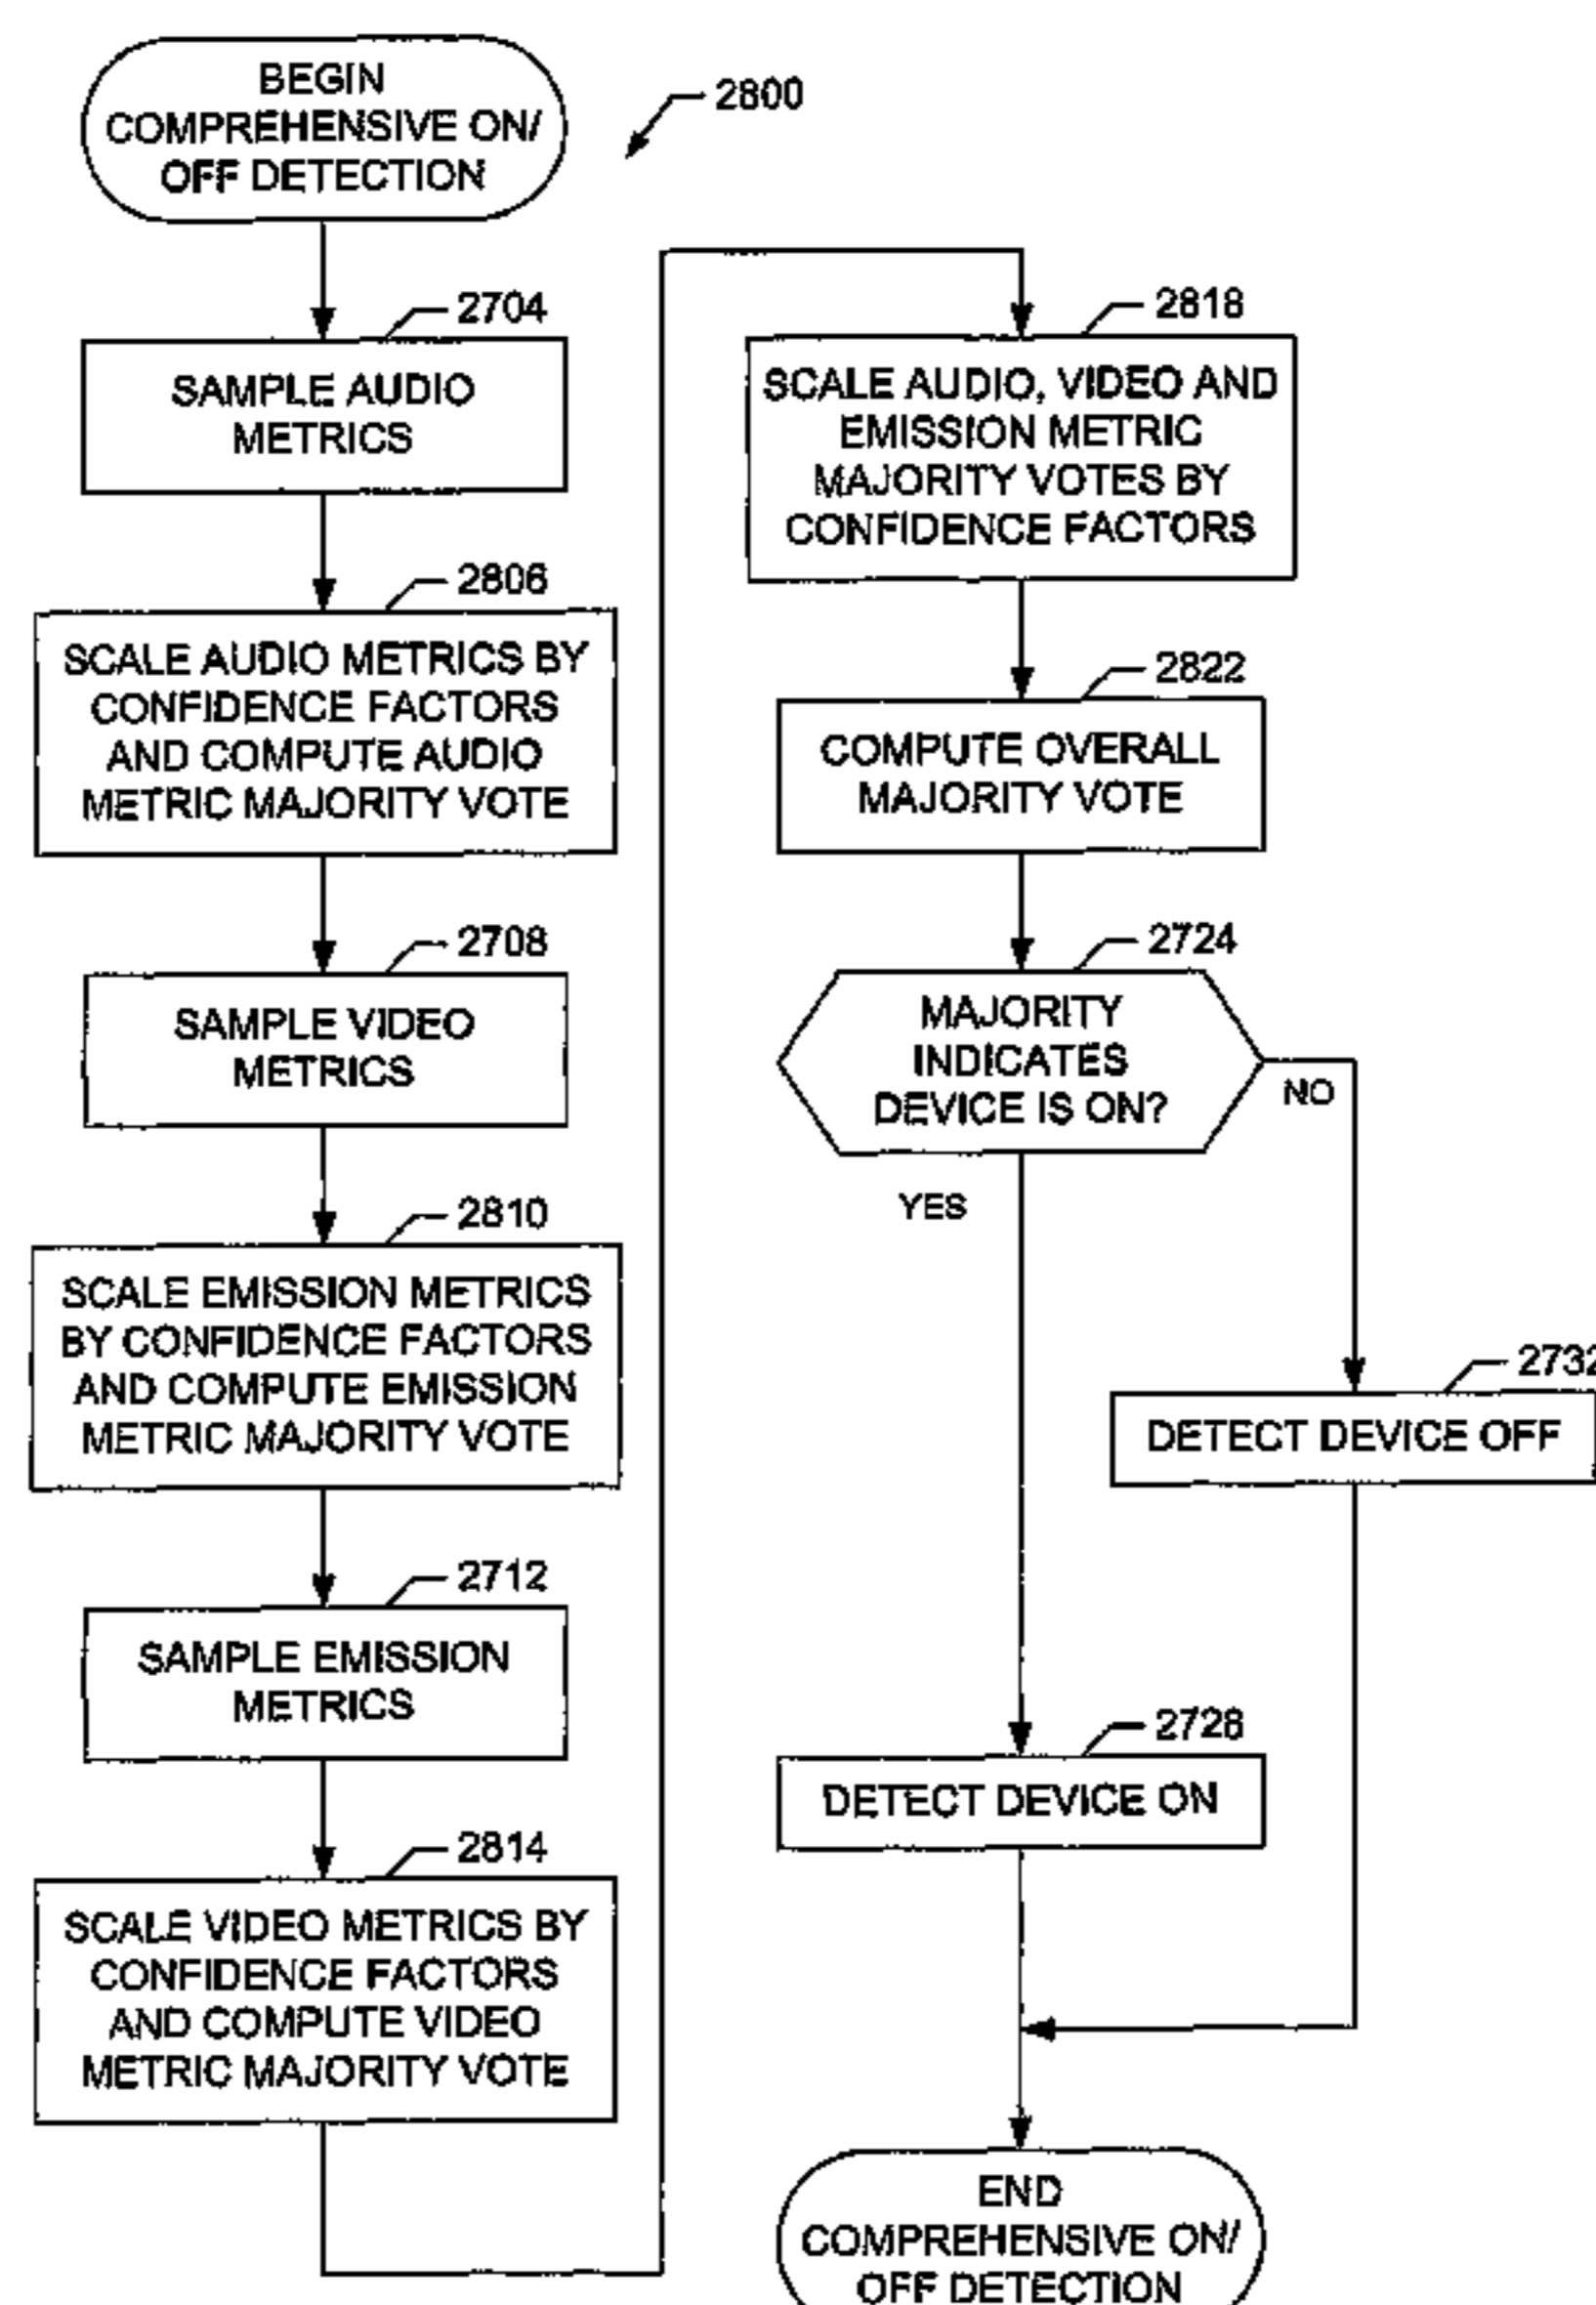 BEGIN
COMPREHENSIVE ON/
OFF DETECTION
2800
2704
SAMPLE AUDIO
METRICS
2806
SCALE AUDIO METRICS BY
CONFIDENCE FACTORS
AND COMPUTE AUDIO
METRIC MAJORITY VOTE
2708
SAMPLE VIDEO
METRICS
2810
SCALE EMISSION METRICS
BY CONFIDENCE FACTORS
AND COMPUTE EMISSION
METRIC MAJORITY VOTE
2712
SAMPLE EMISSION
METRICS
2814
SCALE VIDEO METRICS BY
CONFIDENCE FACTORS
AND COMPUTE VIDEO
METRIC MAJORITY VOTE
2818
SCALE AUDIO, VIDEO AND
EMISSION METRIC
MAJORITY VOTES BY
CONFIDENCE FACTORS
2822
COMPUTE OVERALL
MAJORITY VOTE
2724
MAJORITY
INDICATES
DEVICE IS ON?
NO
YES
2732
DETECT DEVICE OFF
2728
DETECT DEVICE ON
END
COMPREHENSIVE ON/
OFF DETECTION